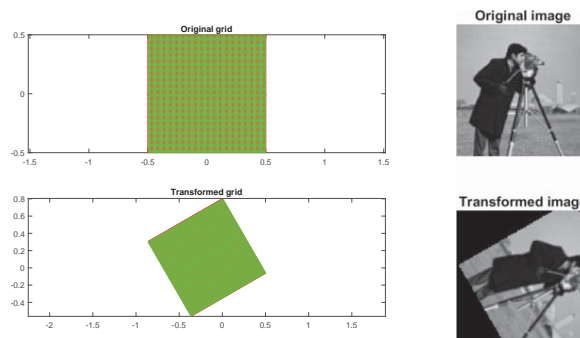 Original grid
0.5
0
-0.5
-1.5 -1 -0.5 0 0.5 1 1.5
Original image
Transformed grid
0.8
0.6
0.4
0.2
0
-0.2
-0.4
-2 -1.5 -1 -0.5 0 0.5 1 1.5
Transformed image